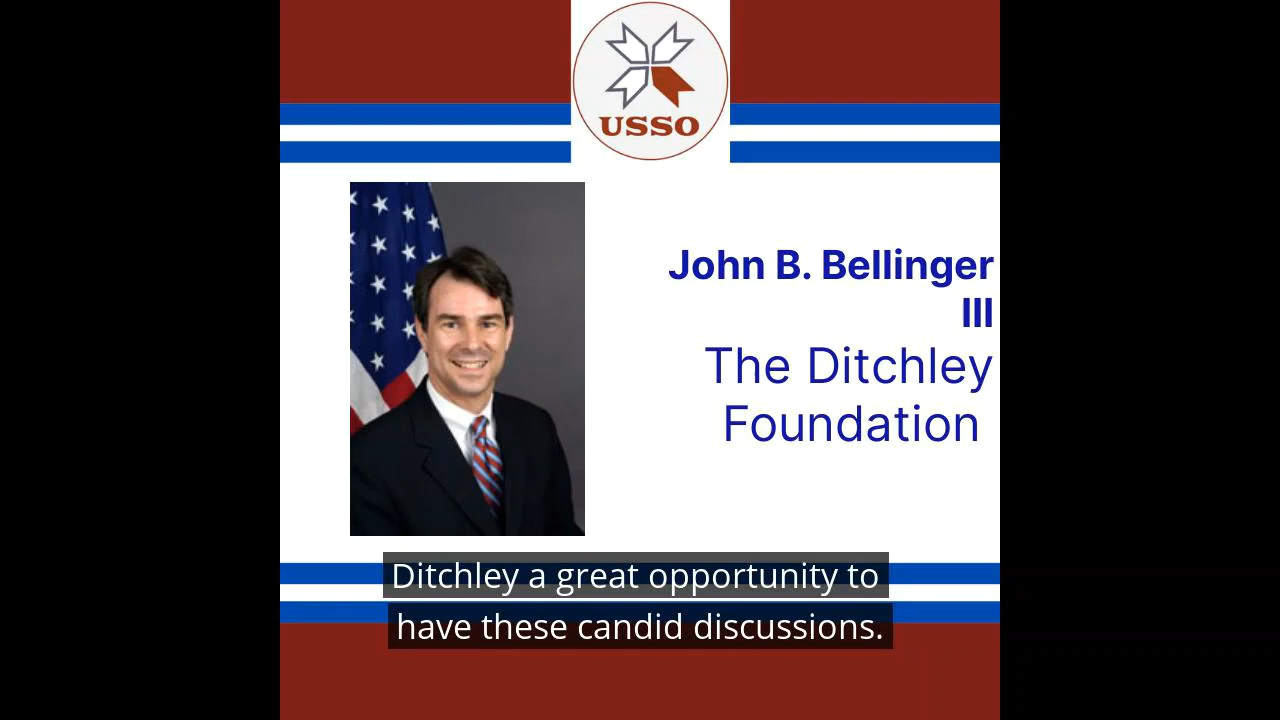 USSO
John B. Bellinger
III
The Ditchley
Foundation
Ditchley a great opportunity to
have these candid discussions.